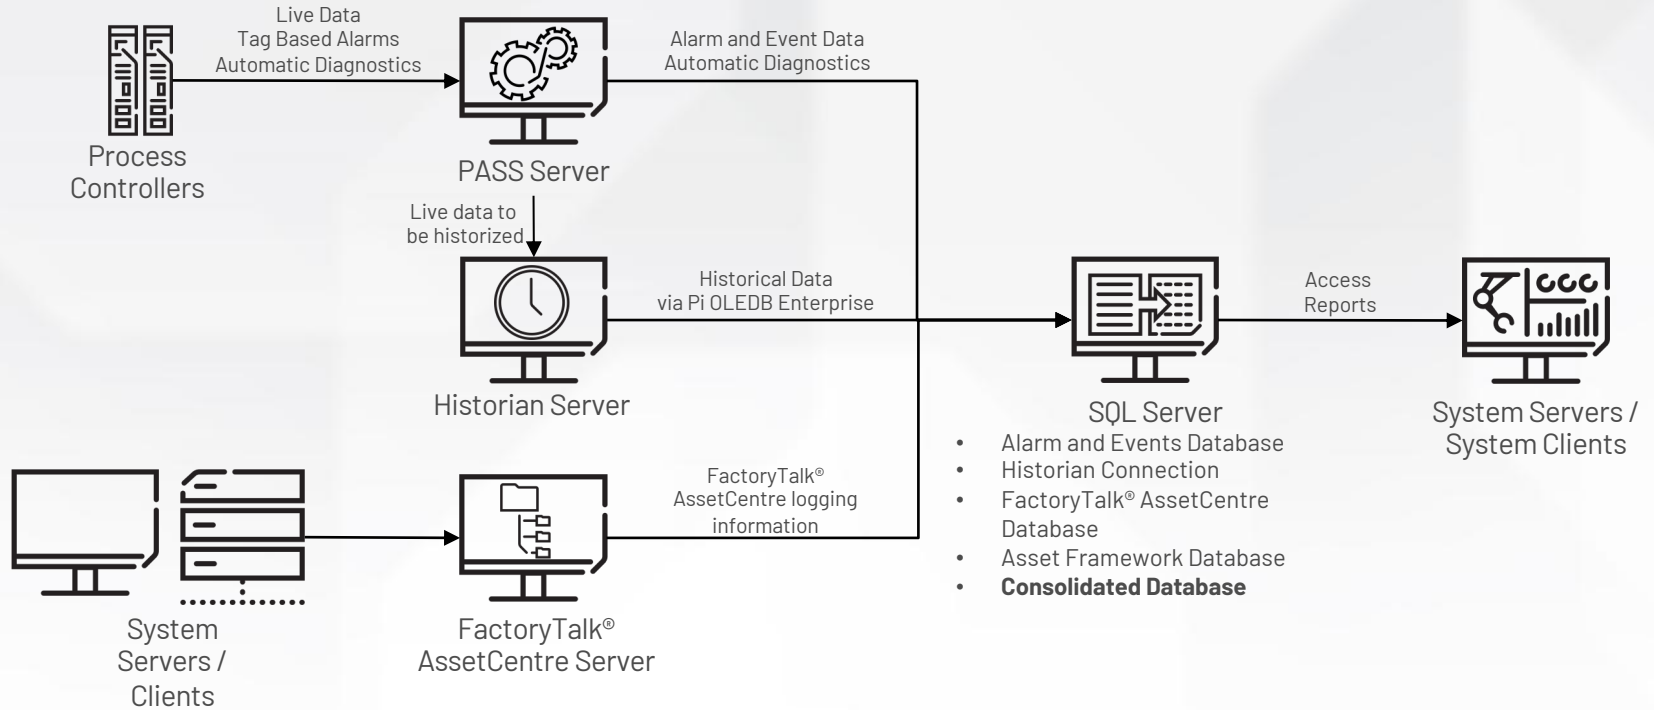 Live Data
Tag Based Alarms
Automatic Diagnostics
Alarm and Event Data
Automatic Diagnostics
Process
Controllers
PASS Server
Live data to
be historized
Historical Data
via Pi OLEDB Enterprise
Access
Reports
Historian Server
SQL Server
• Alarm and Events Database
• Historian Connection
• FactoryTalk® AssetCentre
Database
• Asset Framework Database
• Consolidated Database
System Servers /
System Clients
FactoryTalk®
AssetCentre logging
information
System
Servers /
Clients
FactoryTalk®
AssetCentre Server